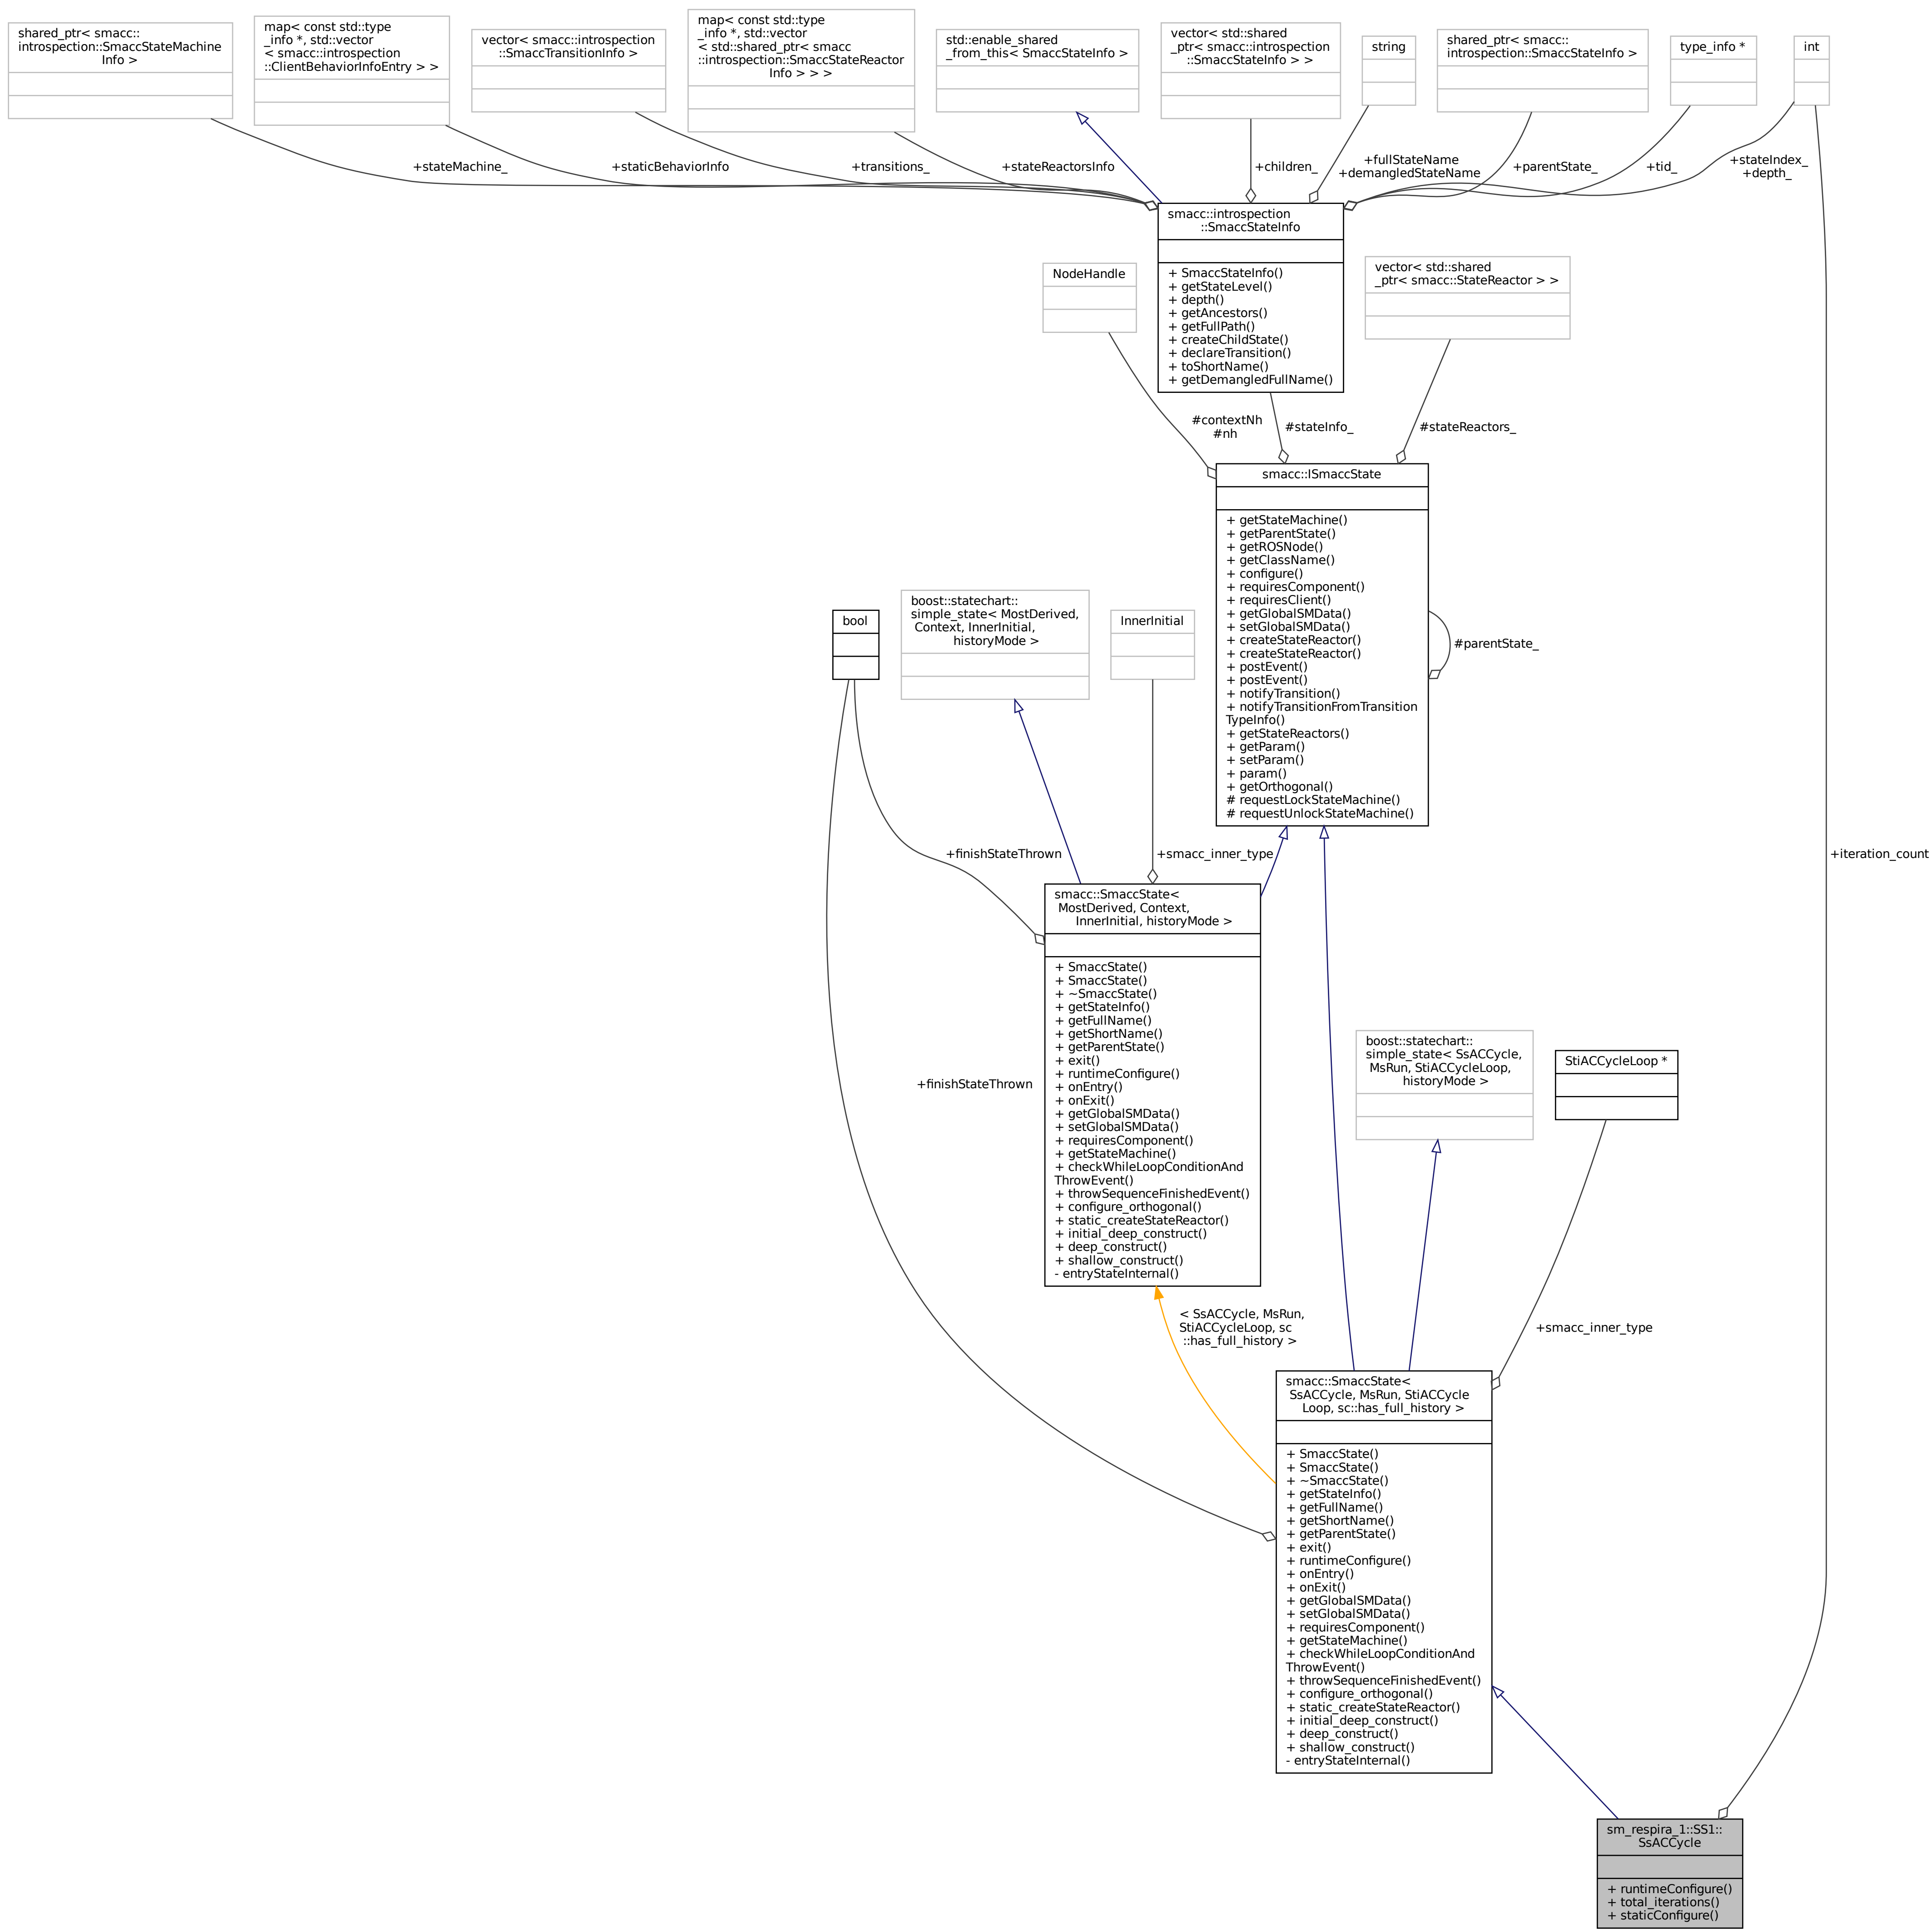 shared_ptr< smacc::
introspection::SmaccStateMachine
Info >
map< const std::type
_info *, std::vector
< smacc::introspection
::ClientBehaviorInfoEntry > >
vector< smacc::introspection
::SmaccTransitionInfo >
map< const std::type
_info *, std::vector
< std::shared_ptr< smacc
::introspection::SmaccStateReactor
Info > > >
std::enable_shared
_from_this< SmaccStateInfo >
vector< std::shared
_ptr< smacc::introspection
::SmaccStateInfo > >
string
shared_ptr< smacc::
introspection::SmaccStateInfo >
type_info *
int
+stateMachine_
+staticBehaviorInfo
+transitions_
+stateReactorsInfo
+children_
+fullStateName
+demangledStateName
+parentState_
+tid_
+stateIndex_
+depth_
smacc::introspection
::SmaccStateInfo
+ SmaccStateInfo()
+ getStateLevel()
+ depth()
+ getAncestors()
+ getFullPath()
+ createChildState()
+ declareTransition()
+ toShortName()
+ getDemangledFullName()
NodeHandle
vector< std::shared
_ptr< smacc::StateReactor > >
#contextNh
#nh
#stateInfo_
#stateReactors_
smacc::ISmaccState
+ getStateMachine()
+ getParentState()
+ getROSNode()
+ getClassName()
+ configure()
+ requiresComponent()
+ requiresClient()
+ getGlobalSMData()
+ setGlobalSMData()
+ createStateReactor()
+ createStateReactor()
+ postEvent()
+ postEvent()
+ notifyTransition()
+ notifyTransitionFromTransition
TypeInfo()
+ getStateReactors()
+ getParam()
+ setParam()
+ param()
+ getOrthogonal()
# requestLockStateMachine()
# requestUnlockStateMachine()
#parentState_
bool
boost::statechart::
simple_state< MostDerived,
Context, InnerInitial,
historyMode >
InnerInitial
+finishStateThrown
+smacc_inner_type
+iteration_count
smacc::SmaccState<
MostDerived, Context,
InnerInitial, historyMode >
+ SmaccState()
+ SmaccState()
+ ~SmaccState()
+ getStateInfo()
+ getFullName()
+ getShortName()
+ getParentState()
+ exit()
+ runtimeConfigure()
+ onEntry()
+ onExit()
+ getGlobalSMData()
+ setGlobalSMData()
+ requiresComponent()
+ getStateMachine()
+ checkWhileLoopConditionAnd
ThrowEvent()
+ throwSequenceFinishedEvent()
+ configure_orthogonal()
+ static_createStateReactor()
+ initial_deep_construct()
+ deep_construct()
+ shallow_construct()
- entryStateInternal()
+finishStateThrown
boost::statechart::
simple_state< SsACCycle,
MsRun, StiACCycleLoop,
historyMode >
StiACCycleLoop *
< SsACCycle, MsRun,
StiACCycleLoop, sc
::has_full_history >
+smacc_inner_type
smacc::SmaccState<
SsACCycle, MsRun, StiACCycle
Loop, sc::has_full_history >
+ SmaccState()
+ SmaccState()
+ ~SmaccState()
+ getStateInfo()
+ getFullName()
+ getShortName()
+ getParentState()
+ exit()
+ runtimeConfigure()
+ onEntry()
+ onExit()
+ getGlobalSMData()
+ setGlobalSMData()
+ requiresComponent()
+ getStateMachine()
+ checkWhileLoopConditionAnd
ThrowEvent()
+ throwSequenceFinishedEvent()
+ configure_orthogonal()
+ static_createStateReactor()
+ initial_deep_construct()
+ deep_construct()
+ shallow_construct()
- entryStateInternal()
sm_respira_1::SS1::
SsACCycle
+ runtimeConfigure()
+ total_iterations()
+ staticConfigure()